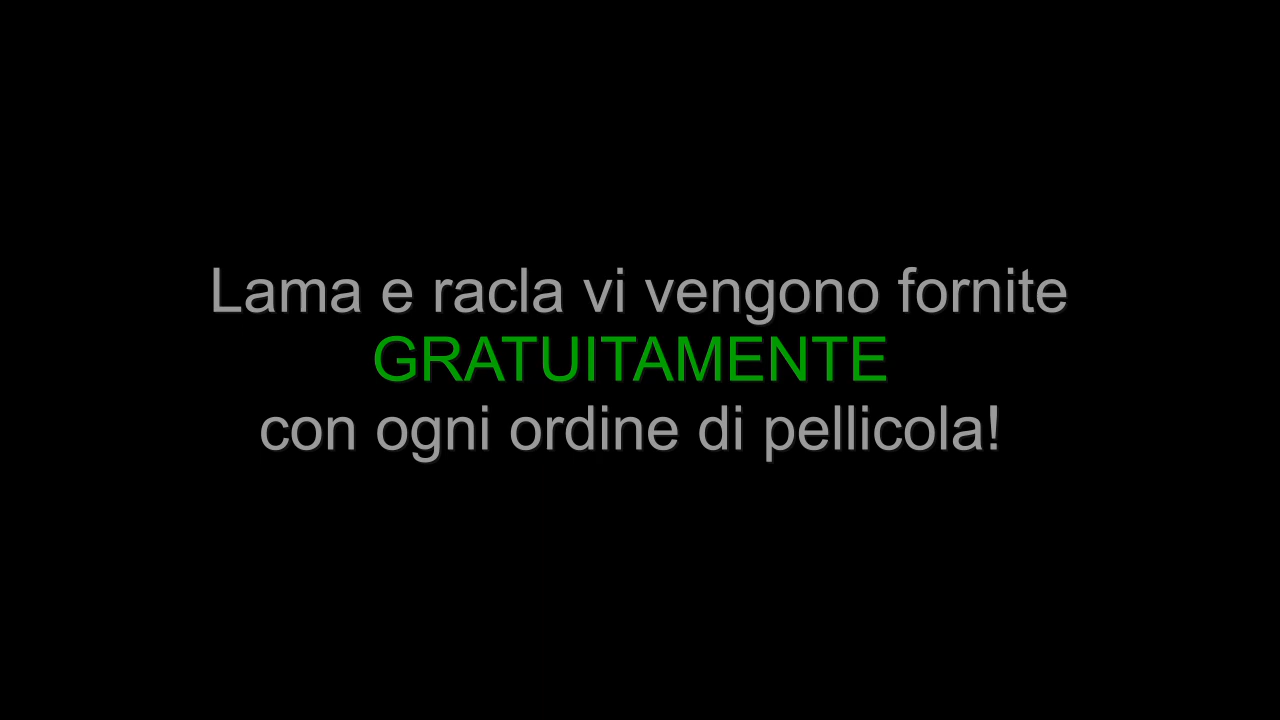 Lama e racla vi vengono fornite
GRATUITAMENTE
con ogni ordine di pellicola!